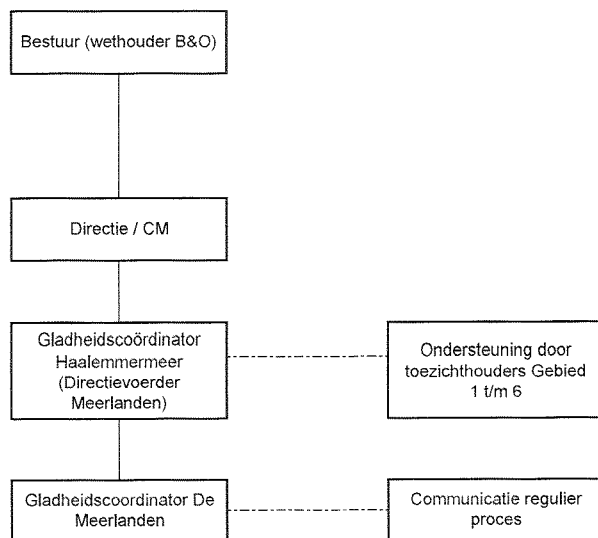 Bestuur (wethouder B&O)
Directie / CM
Gladheidscoördinator
Haalemmermeer
(Directievoerder
Meerlanden)
Ondersteuning door
toezichthouders Gebied
1 t/m 6
Gladheidscoordinator De
Meerlanden
Communicatie regulier
proces